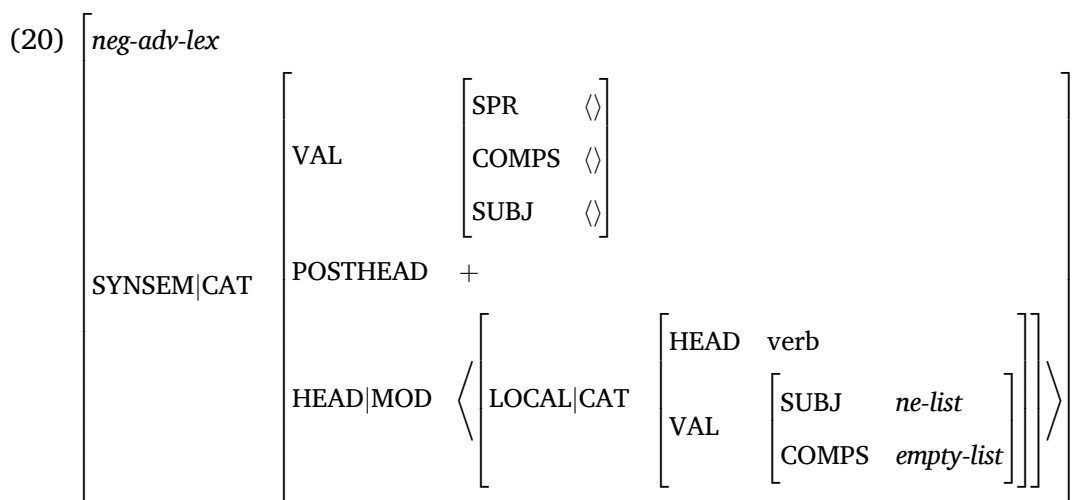 (20) neg-adv-lex
SPR ⟨⟩
VAL COMPS ⟨⟩
SUBJ ⟨⟩
SYNSEM|CAT POSTHEAD +
HEAD verb
HEAD|MOD ⟨ LOCAL|CAT VAL SUBJ ne-list ⟩
COMPS empty-list